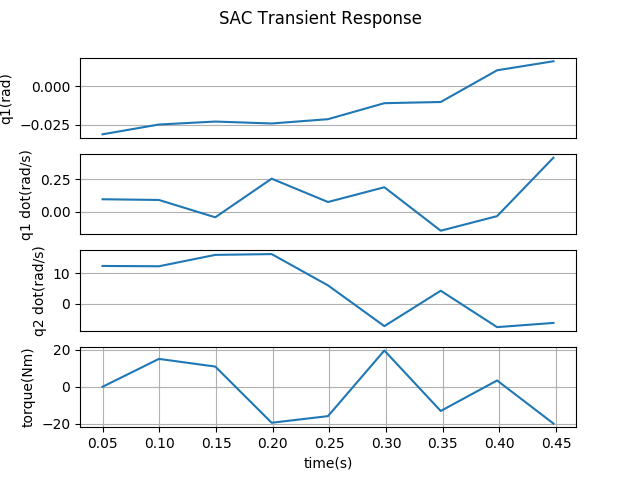 SAC Transient Response
q1(rad)
0.000
−0.025
q1 dot(rad/s)
0.25
0.00
q2 dot(rad/s)
10
0
torque(Nm)
20
0
−20
0.05 0.10 0.15 0.20 0.25 0.30 0.35 0.40 0.45
time(s)